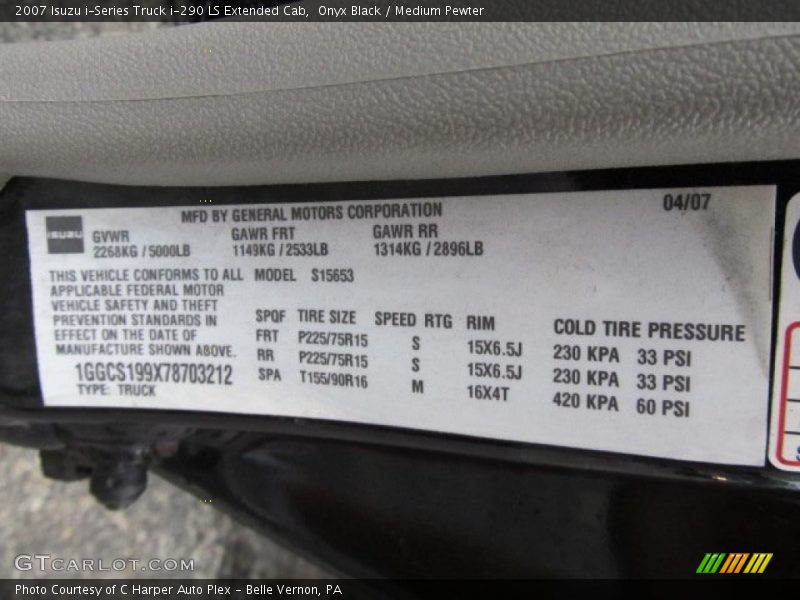 2007 Isuzu i-Series Truck i-290 LS Extended Cab, Onyx Black / Medium Pewter
MFD BY GENERAL MOTORS CORPORATION 04/07
ISUZU
GVWR GAWR FRT GAWR RR
2268KG / 5000LB 1149KG / 2533LB 1314KG / 2896LB
THIS VEHICLE CONFORMS TO ALL
APPLICABLE FEDERAL MOTOR
VEHICLE SAFETY AND THEFT
PREVENTION STANDARDS IN
EFFECT ON THE DATE OF
MANUFACTURE SHOWN ABOVE.
1GGCS199X78703212
TYPE: TRUCK
MODEL S15653
SPQF TIRE SIZE SPEED RTG RIM COLD TIRE PRESSURE
FRT P225/75R15 S 15X6.5J 230 KPA 33 PSI
RR P225/75R15 S 15X6.5J 230 KPA 33 PSI
SPA T155/90R16 M 16X4T 420 KPA 60 PSI
GTCARLOT.COM
Photo Courtesy of C Harper Auto Plex - Belle Vernon, PA